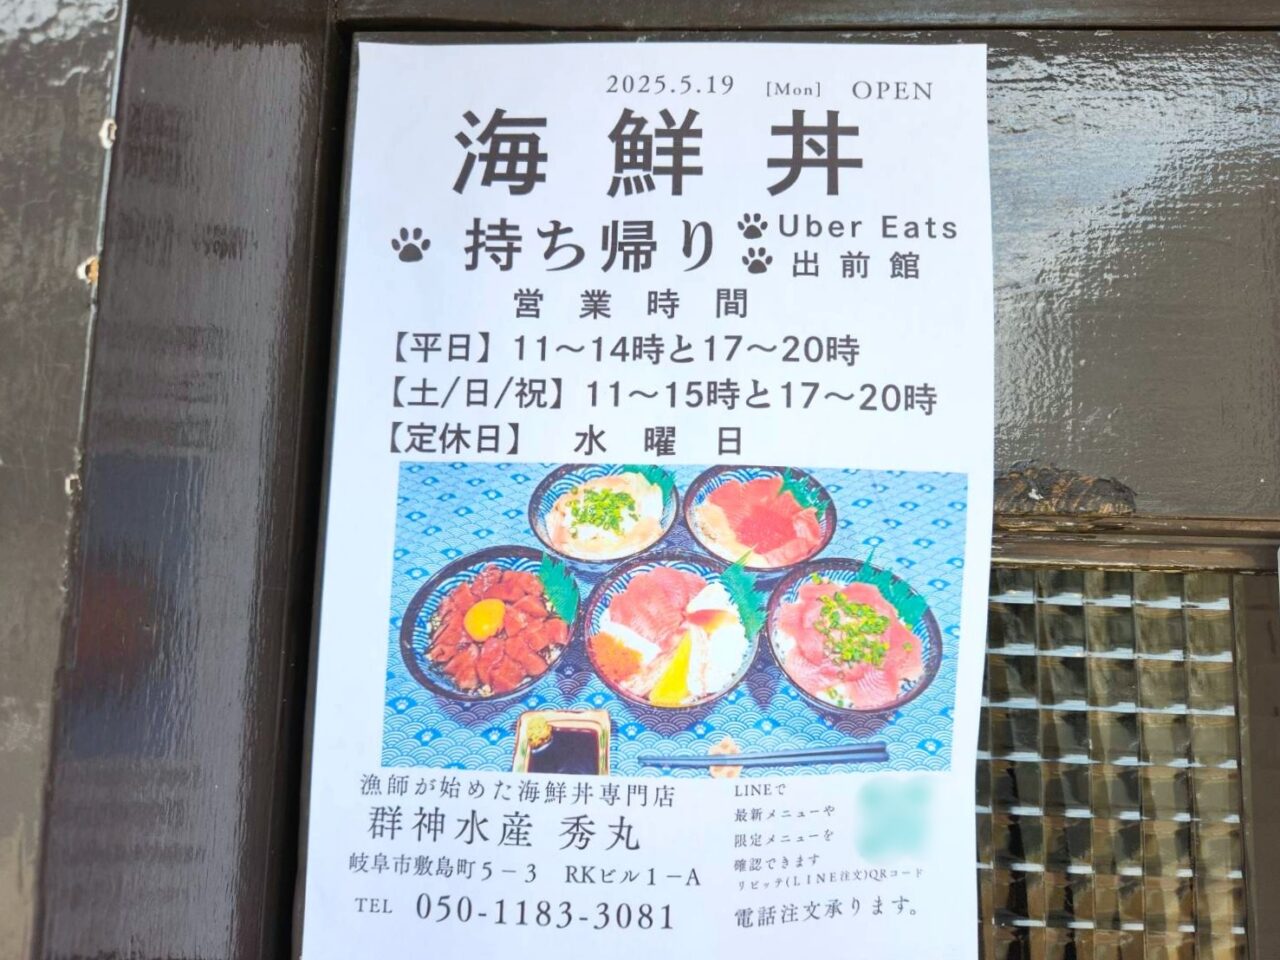 2025.5.19 [Mon] OPEN
海鮮丼
持ち帰り
Uber Eats
出前館
営業時間
【平日】11～14時と17～20時
【土/日/祝】11～15時と17～20時
【定休日】 水曜日
漁師が始めた海鮮丼専門店
群神水産 秀丸
岐阜市敷島町5－3 RKビル1－A
TEL 050-1183-3081
LINEで
最新メニューや
限定メニューを
確認できます
リピッテ(LINE注文)QRコード
電話注文承ります。